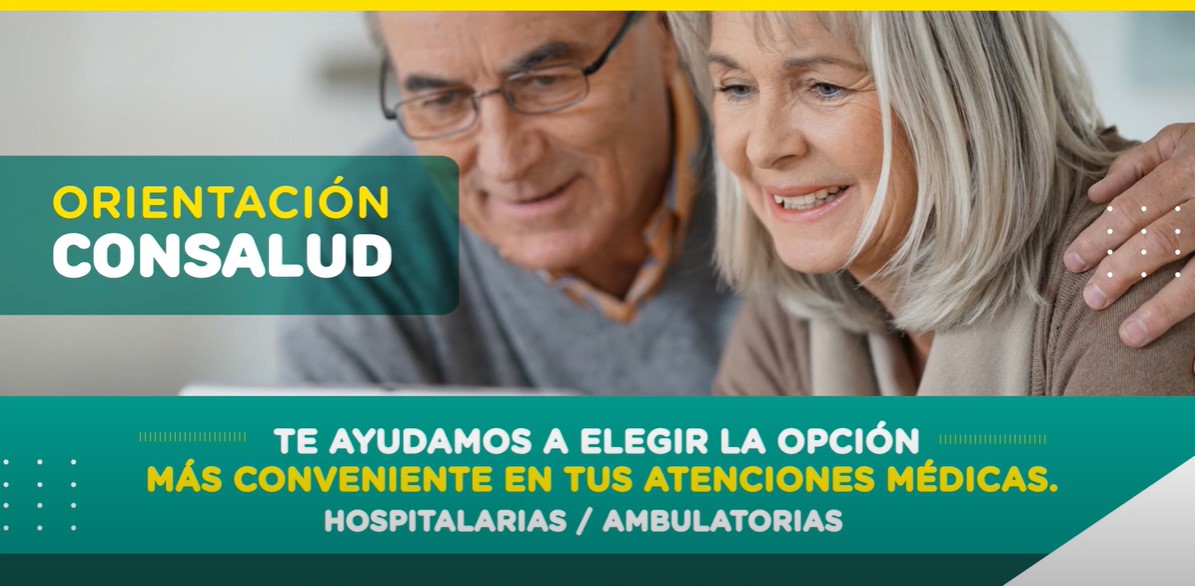 ORIENTACIÓN
CONSALUD
TE AYUDAMOS A ELEGIR LA OPCIÓN
MÁS CONVENIENTE EN TUS ATENCIONES MÉDICAS.
HOSPITALARIAS / AMBULATORIAS